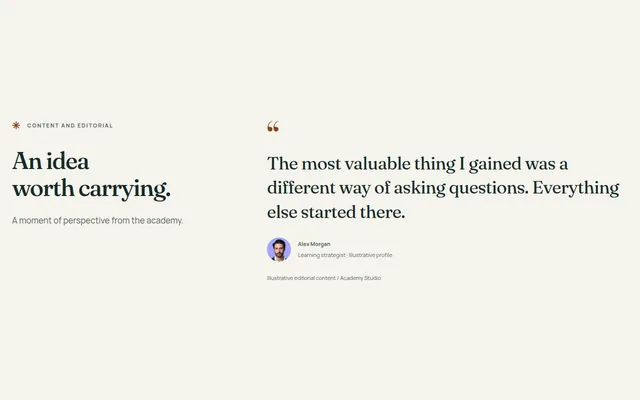 CONTENT AND EDITORIAL
An idea
worth carrying.
A moment of perspective from the academy.
“
The most valuable thing I gained was a
different way of asking questions. Everything
else started there.
Alex Morgan
Learning strategist · Illustrative profile
Illustrative editorial content / Academy Studio